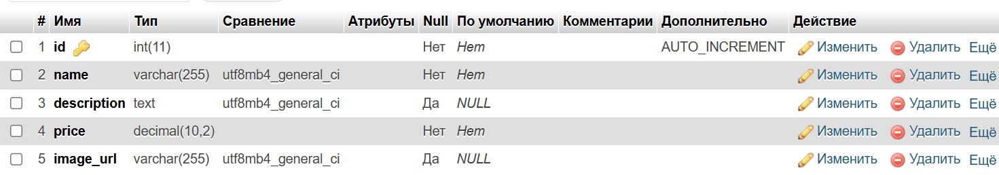 # Имя Тип Сравнение Атрибуты Null По умолчанию Комментарии Дополнительно Действие
1 id int(11) Нет Нет AUTO_INCREMENT Изменить Удалить Ещё
2 name varchar(255) utf8mb4_general_ci Нет Нет Изменить Удалить Ещё
3 description text utf8mb4_general_ci Да NULL Изменить Удалить Ещё
4 price decimal(10,2) Нет Нет Изменить Удалить Ещё
5 image_url varchar(255) utf8mb4_general_ci Да NULL Изменить Удалить Ещё